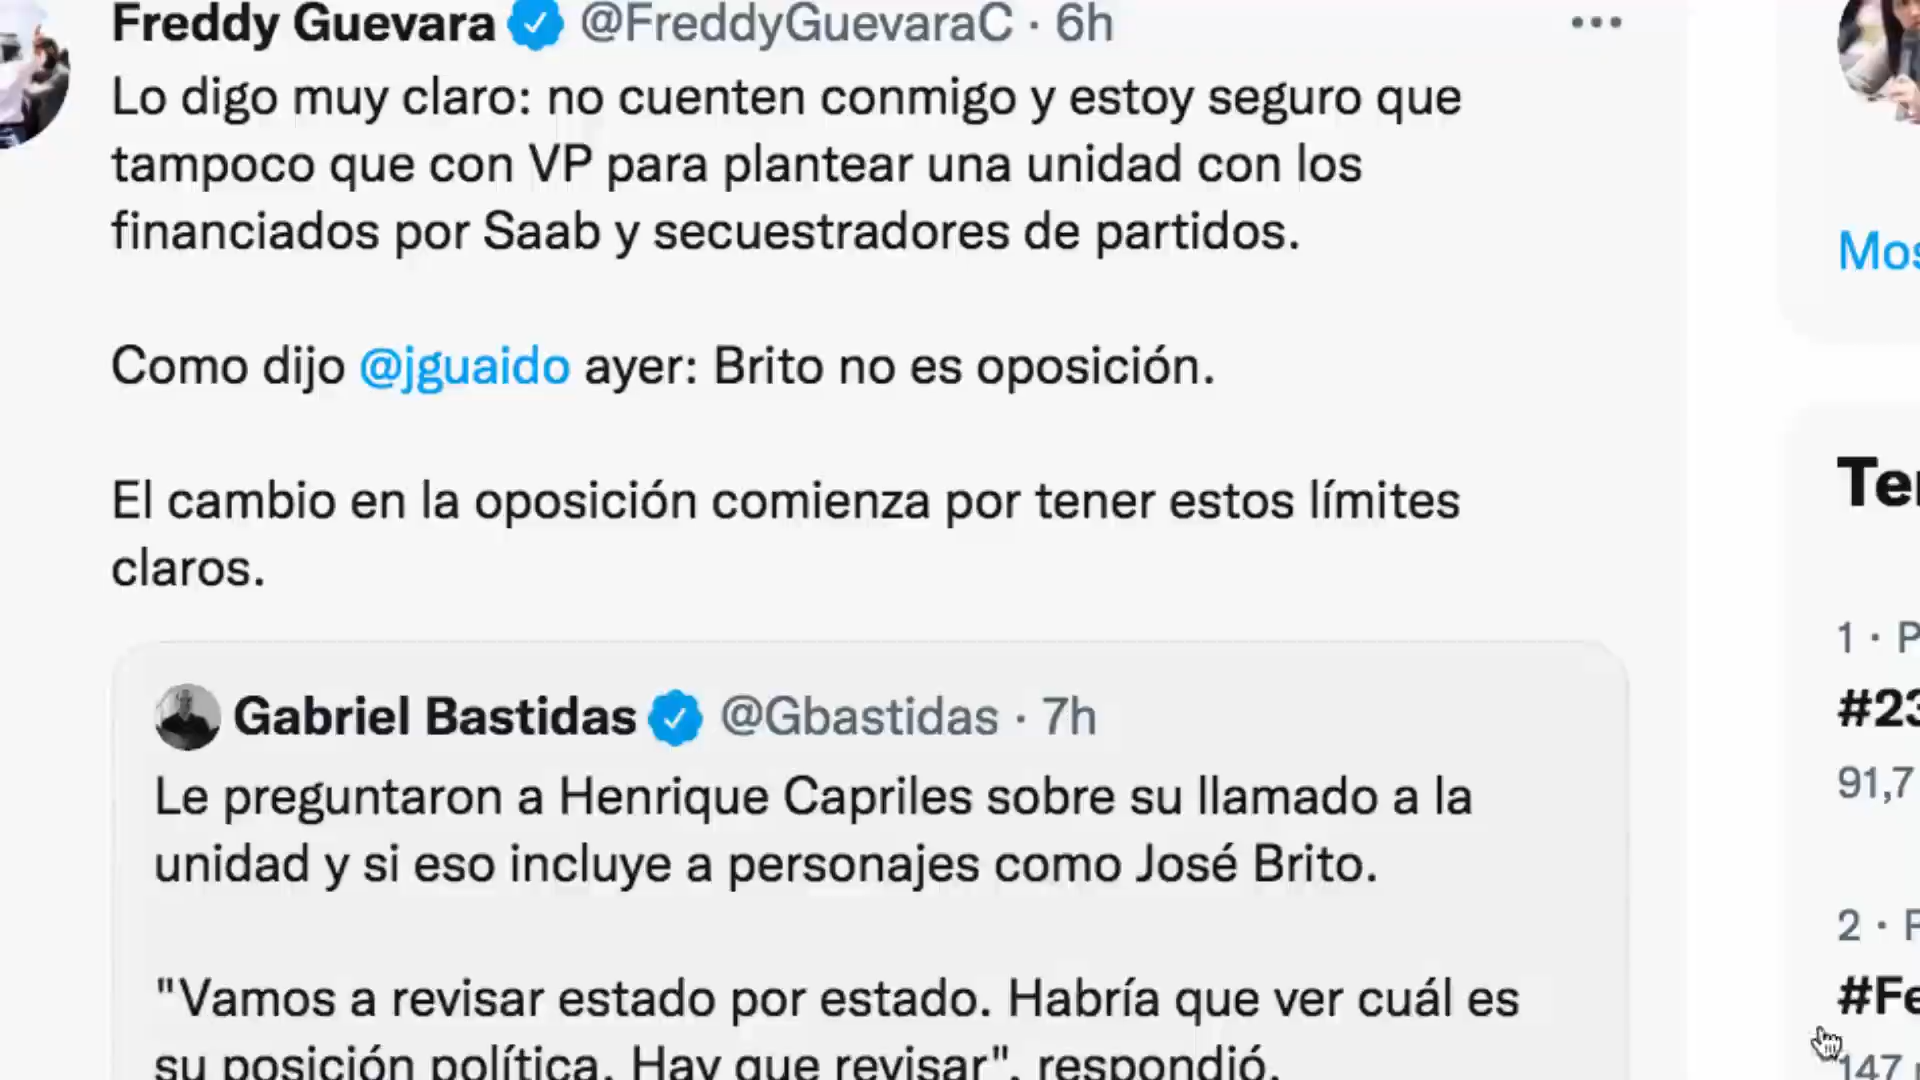 Freddy Guevara @FreddyGuevaraC · 6h
Lo digo muy claro: no cuenten conmigo y estoy seguro que
tampoco que con VP para plantear una unidad con los
financiados por Saab y secuestradores de partidos.
Como dijo @jguaido ayer: Brito no es oposición.
El cambio en la oposición comienza por tener estos límites
claros.
Gabriel Bastidas @Gbastidas · 7h
Le preguntaron a Henrique Capriles sobre su llamado a la
unidad y si eso incluye a personajes como José Brito.
"Vamos a revisar estado por estado. Habría que ver cuál es
su posición política. Hay que revisar", respondió.
Mos
Te
1 · P
#23
91,7
2 · P
#Fe
147